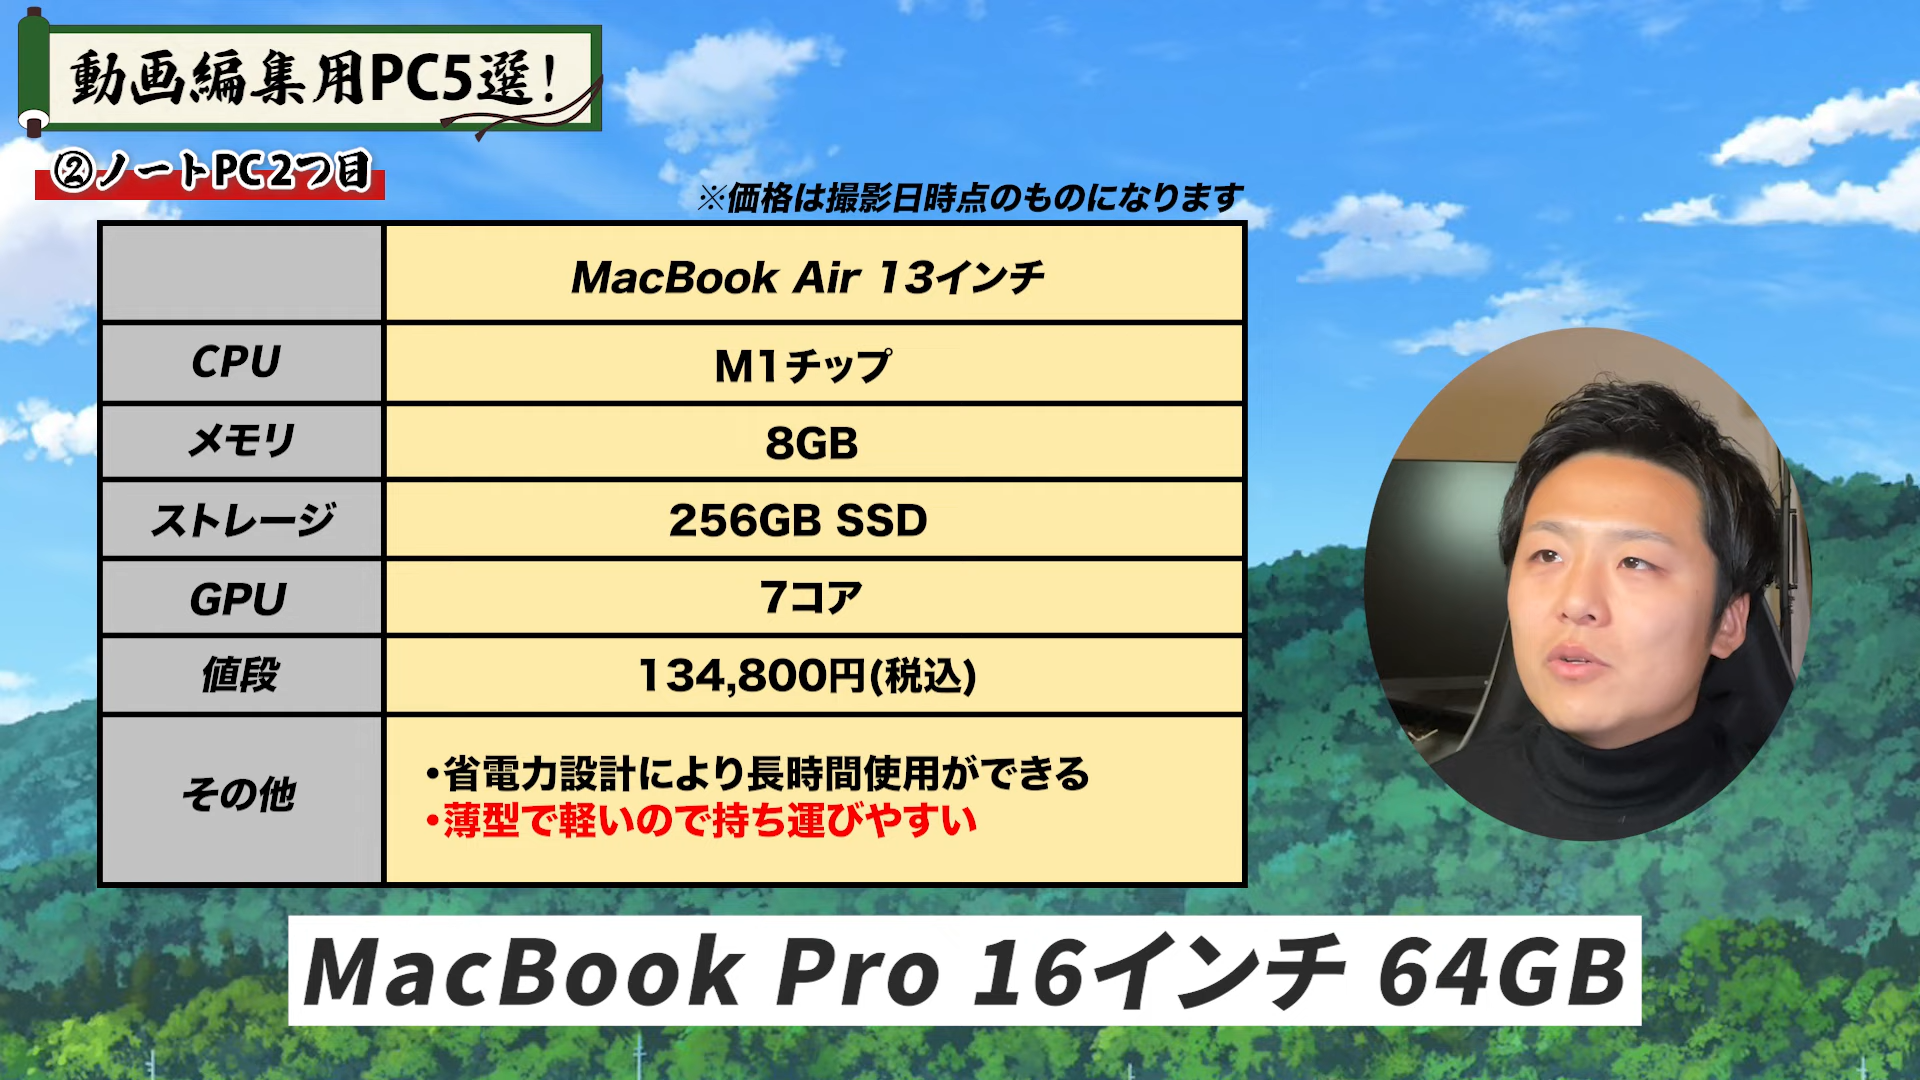 動画編集用PC5選!
②ノートPC2つ目
※価格は撮影日時点のものになります
MacBook Air 13インチ
CPU M1チップ
メモリ 8GB
ストレージ 256GB SSD
GPU 7コア
値段 134,800円(税込)
その他
・省電力設計により長時間使用ができる
・薄型で軽いので持ち運びやすい
MacBook Pro 16インチ 64GB